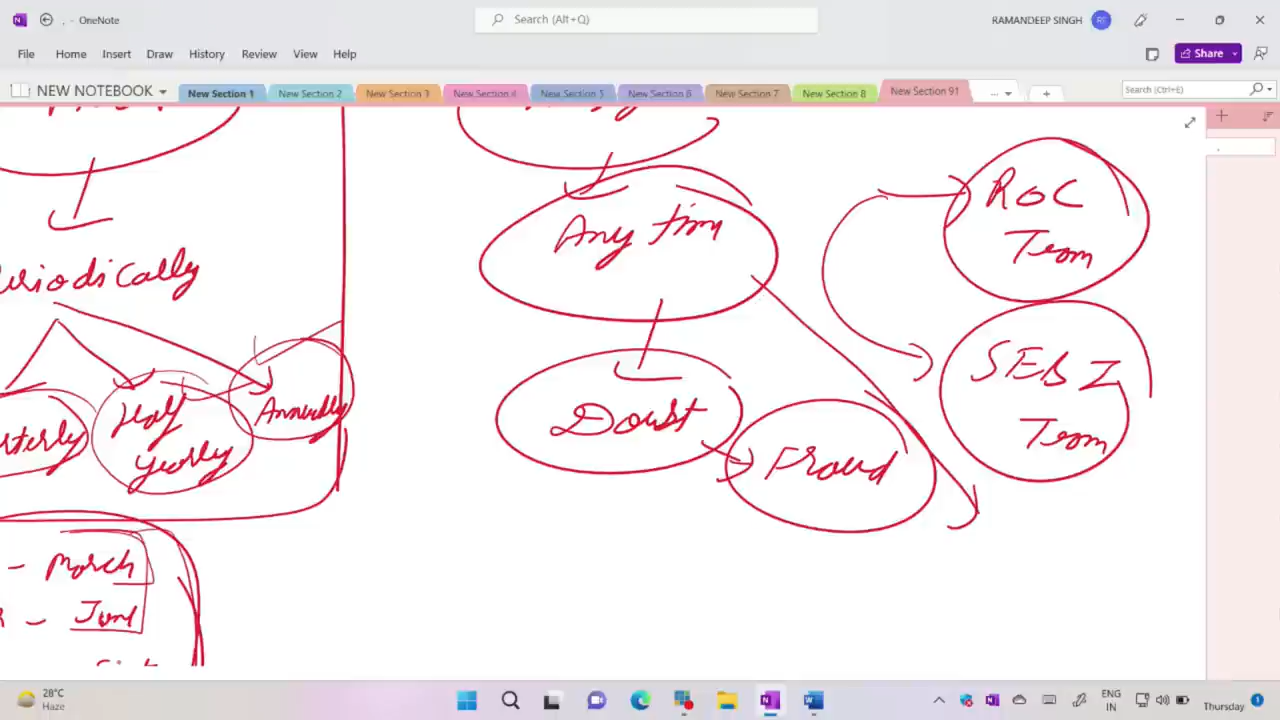 . - OneNote
Search (Alt+Q)
RAMANDEEP SINGH
File Home Insert Draw History Review View Help
Share
NEW NOTEBOOK
New Section 1
New Section 2
New Section 3
New Section 4
New Section 5
New Section 6
New Section 7
New Section 8
New Section 91
...
Search (Ctrl+E)
Any Tim
ROC
Team
SEBI
Team
Doubt
Fraud
Half
Yearly
Annually
- March
- June
28°C
Haze
ENG
IN
Thursday